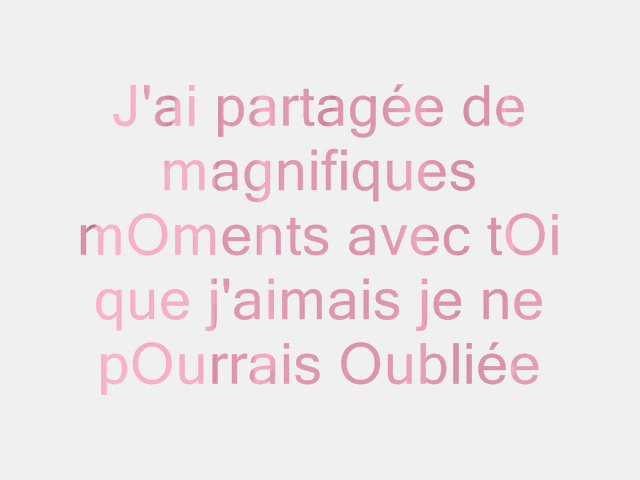 J'ai partagée de
magnifiques
mOments avec tOi
que j'aimais je ne
pOurrais Oubliée